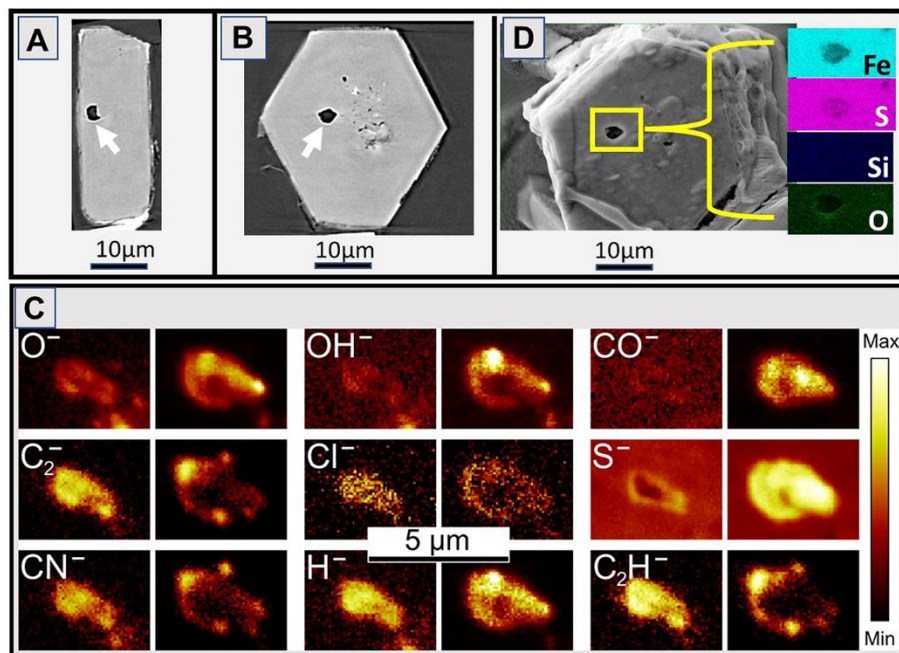 A
B
D
Fe
S
Si
O
10μm
10μm
10μm
C
O⁻
OH⁻
CO⁻
Max
C₂⁻
Cl⁻
S⁻
5 μm
CN⁻
H⁻
C₂H⁻
Min